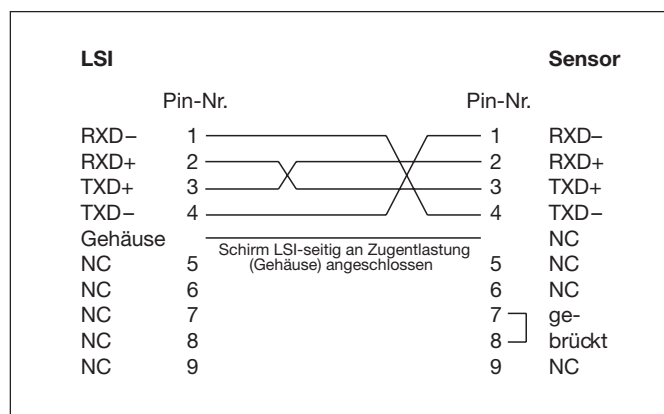 LSI Sensor
Pin-Nr. Pin-Nr.
RXD– 1 1 RXD–
RXD+ 2 2 RXD+
TXD+ 3 3 TXD+
TXD– 4 4 TXD–
Gehäuse NC
Schirm LSI-seitig an Zugentlastung
(Gehäuse) angeschlossen
NC 5 5 NC
NC 6 6 NC
NC 7 7 ge-
NC 8 8 brückt
NC 9 9 NC